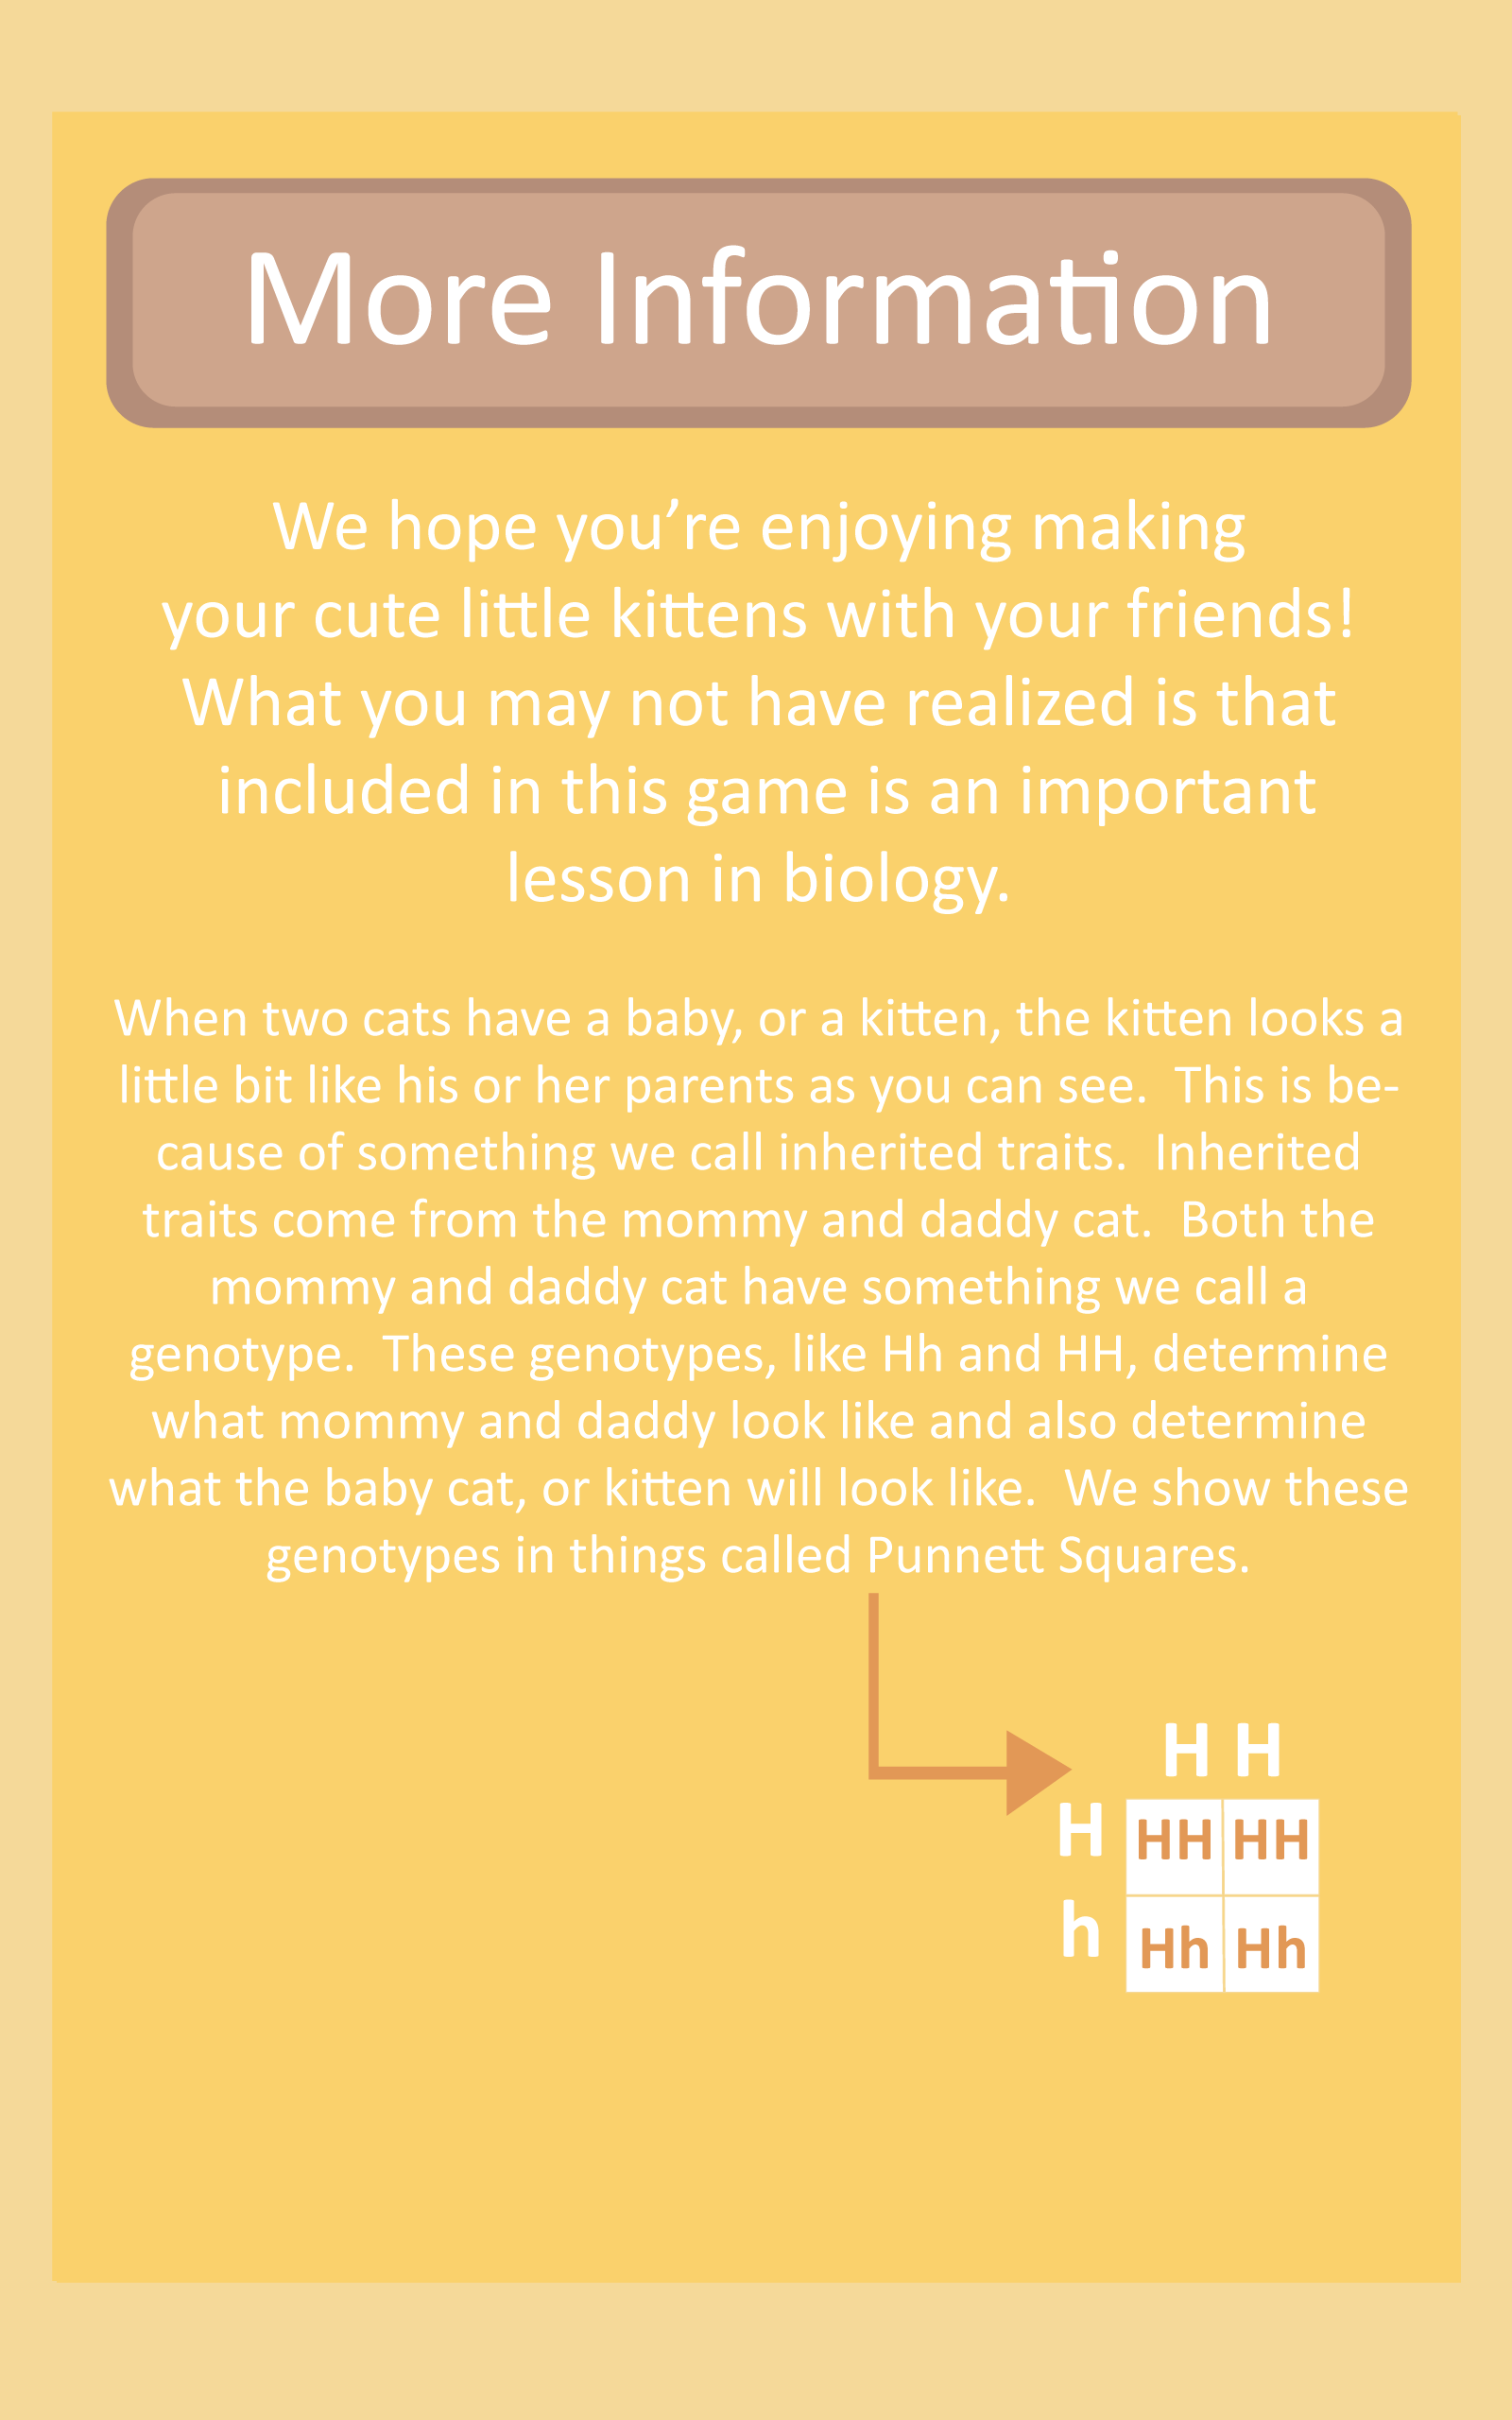 More Information
We hope you’re enjoying making
your cute little kittens with your friends!
What you may not have realized is that
included in this game is an important
lesson in biology.
When two cats have a baby, or a kitten, the kitten looks a
little bit like his or her parents as you can see.  This is be-
cause of something we call inherited traits.  Inherited
traits come from the mommy and daddy cat.  Both the
mommy and daddy cat have something we call a
genotype.  These genotypes, like Hh and HH, determine
what mommy and daddy look like and also determine
what the baby cat, or kitten will look like.  We show these
genotypes in things called Punnett Squares.
H H
H HH HH
h Hh Hh